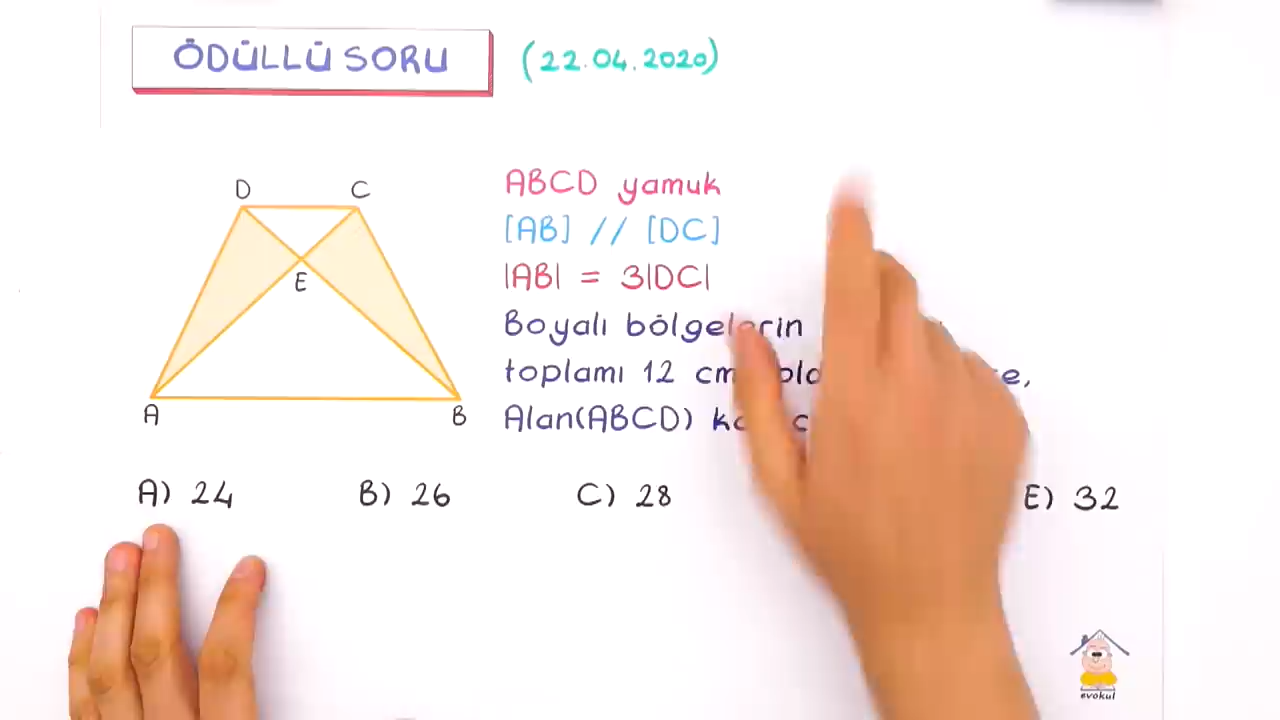 ÖDÜLLÜ SORU (22.04.2020)
D C
ABCD yamuk
[AB] // [DC]
|AB| = 3|DC|
E
Boyalı bölgelerin
toplamı 12
Alan(ABCD)
A B
A) 24 B) 26 C) 28 E) 32
evokul